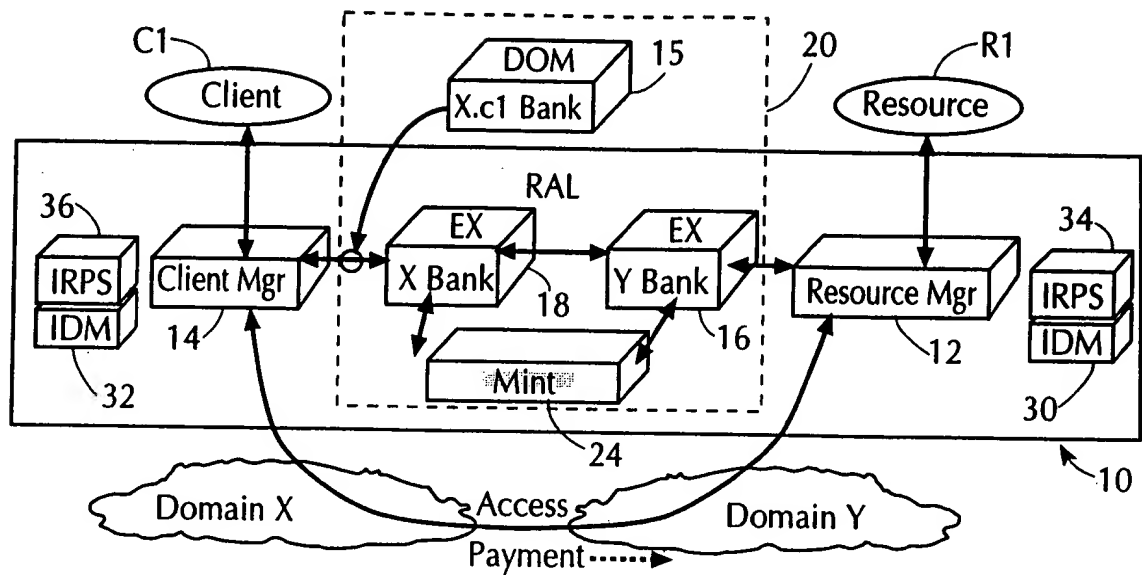 C1
Client
DOM
X.c1 Bank
15
20
R1
Resource
RAL
36
IRPS
IDM
32
Client Mgr
14
EX
X Bank
18
EX
Y Bank
16
Mint
24
Resource Mgr
12
34
IRPS
IDM
30
10
Domain X
Access
Domain Y
Payment